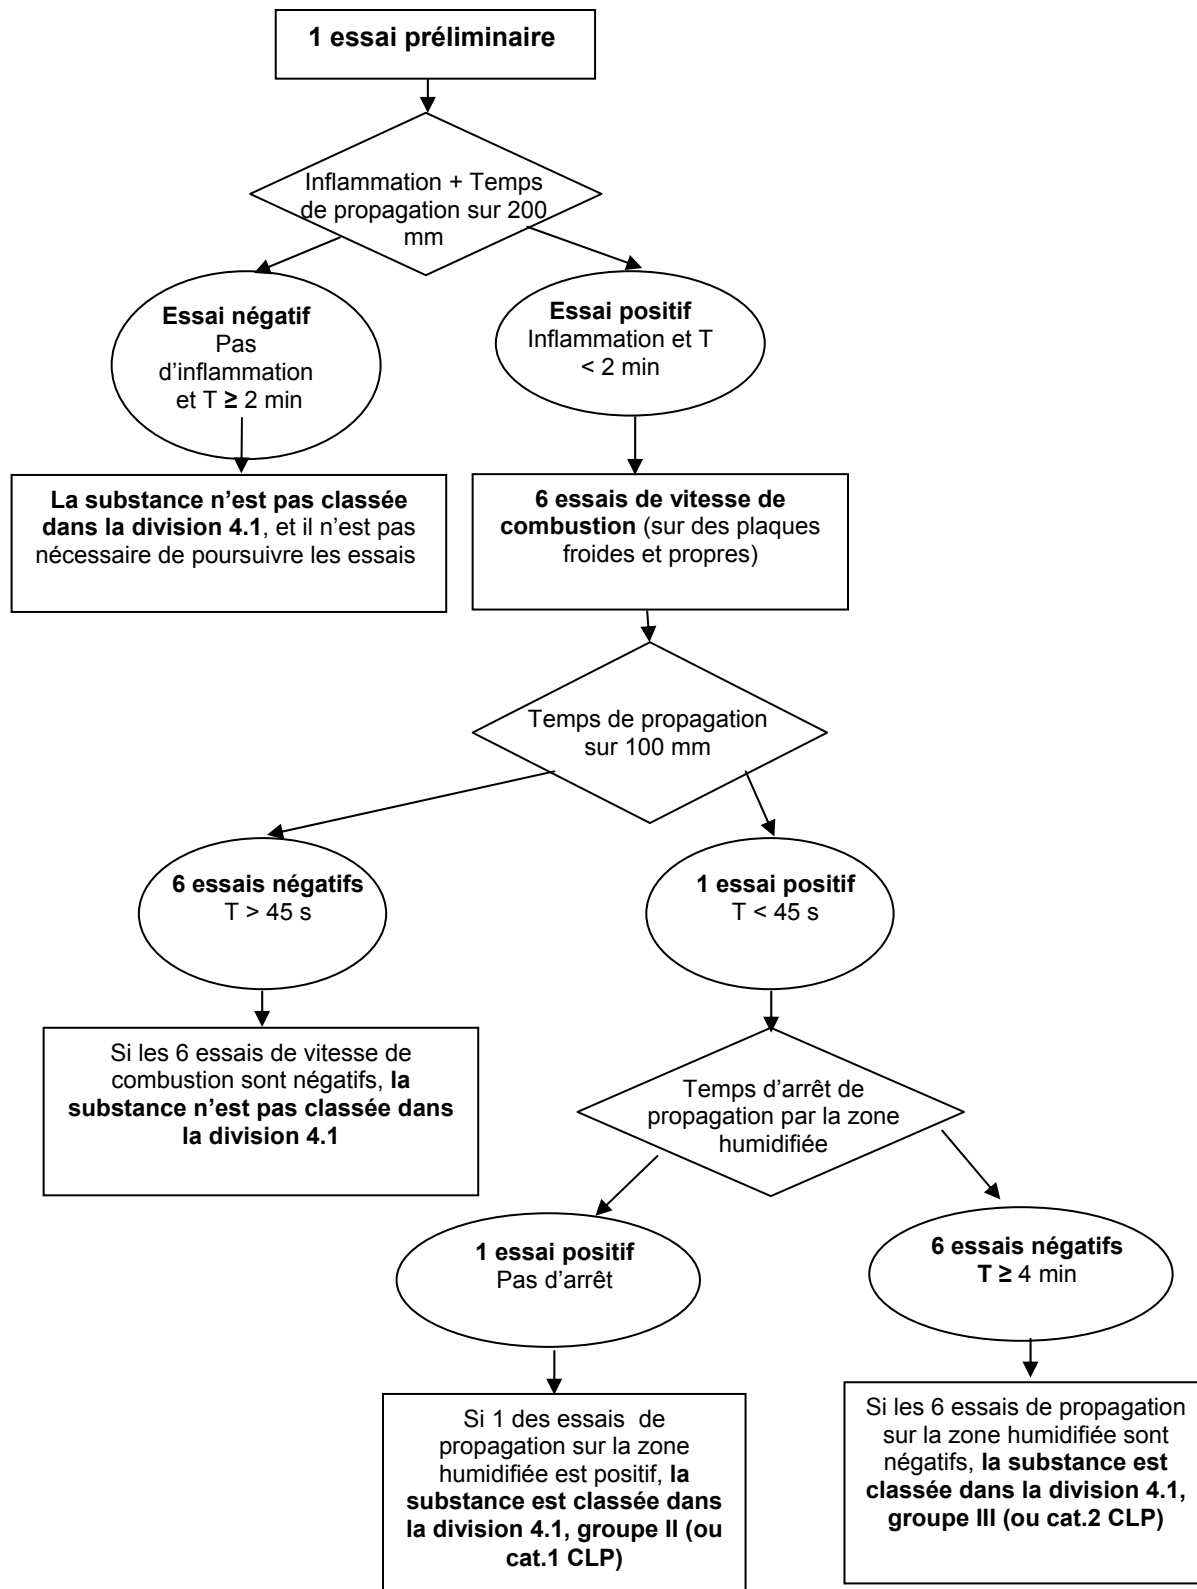 1 essai préliminaire
Inflammation + Temps
de propagation sur 200
mm
Essai négatif
Pas
d’inflammation
et T ≥ 2 min
Essai positif
Inflammation et T
< 2 min
La substance n’est pas classée
dans la division 4.1, et il n’est pas
nécessaire de poursuivre les essais
6 essais de vitesse de
combustion (sur des plaques
froides et propres)
Temps de propagation
sur 100 mm
6 essais négatifs
T > 45 s
1 essai positif
T < 45 s
Si les 6 essais de vitesse de
combustion sont négatifs, la
substance n’est pas classée dans
la division 4.1
Temps d’arrêt de
propagation par la zone
humidifiée
1 essai positif
Pas d’arrêt
6 essais négatifs
T ≥ 4 min
Si 1 des essais de
propagation sur la zone
humidifiée est positif, la
substance est classée dans
la division 4.1, groupe II (ou
cat.1 CLP)
Si les 6 essais de propagation
sur la zone humidifiée sont
négatifs, la substance est
classée dans la division 4.1,
groupe III (ou cat.2 CLP)